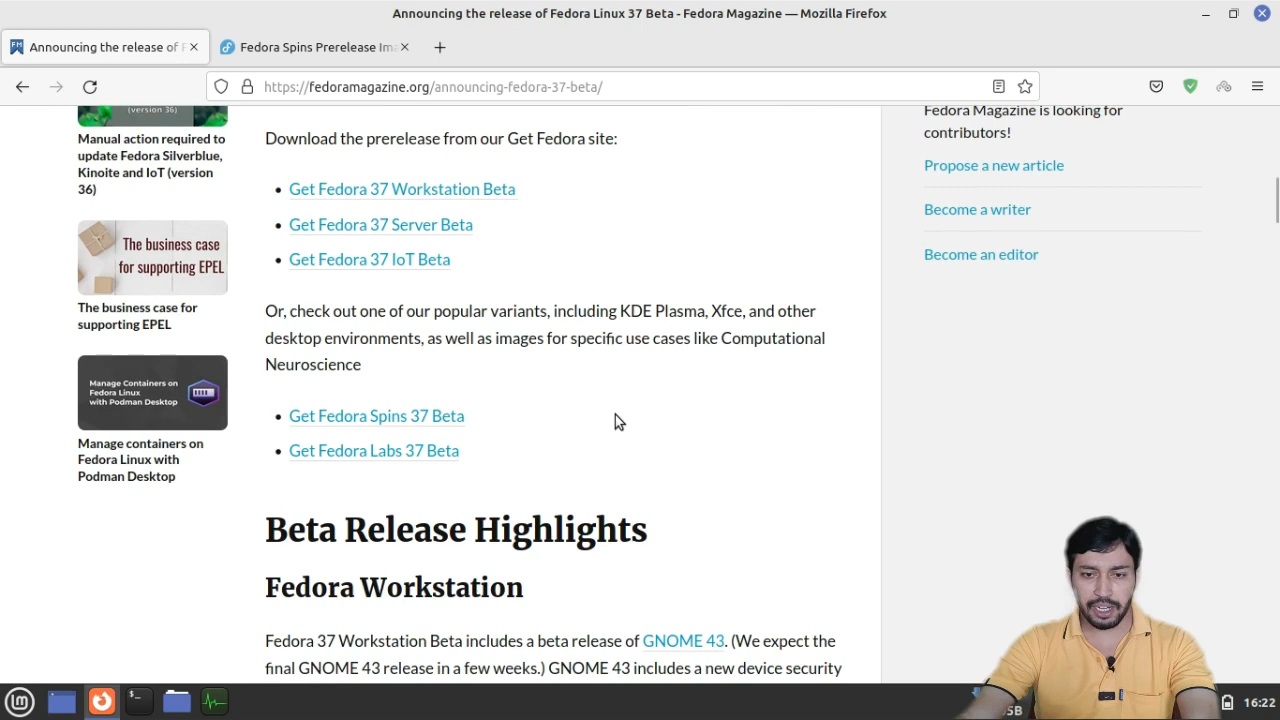 Announcing the release of Fedora Linux 37 Beta - Fedora Magazine — Mozilla Firefox
Announcing the release of F
Fedora Spins Prerelease Im
https://fedoramagazine.org/announcing-fedora-37-beta/
(version 36)
Manual action required to
update Fedora Silverblue,
Kinoite and IoT (version
36)
The business case
for supporting EPEL
The business case for
supporting EPEL
Manage Containers on
Fedora Linux
with Podman Desktop
Manage containers on
Fedora Linux with
Podman Desktop
Download the prerelease from our Get Fedora site:
• Get Fedora 37 Workstation Beta
• Get Fedora 37 Server Beta
• Get Fedora 37 IoT Beta
Or, check out one of our popular variants, including KDE Plasma, Xfce, and other
desktop environments, as well as images for specific use cases like Computational
Neuroscience
• Get Fedora Spins 37 Beta
• Get Fedora Labs 37 Beta
Beta Release Highlights
Fedora Workstation
Fedora 37 Workstation Beta includes a beta release of GNOME 43. (We expect the
final GNOME 43 release in a few weeks.) GNOME 43 includes a new device security
Fedora Magazine is looking for
contributors!
Propose a new article
Become a writer
Become an editor
16:22